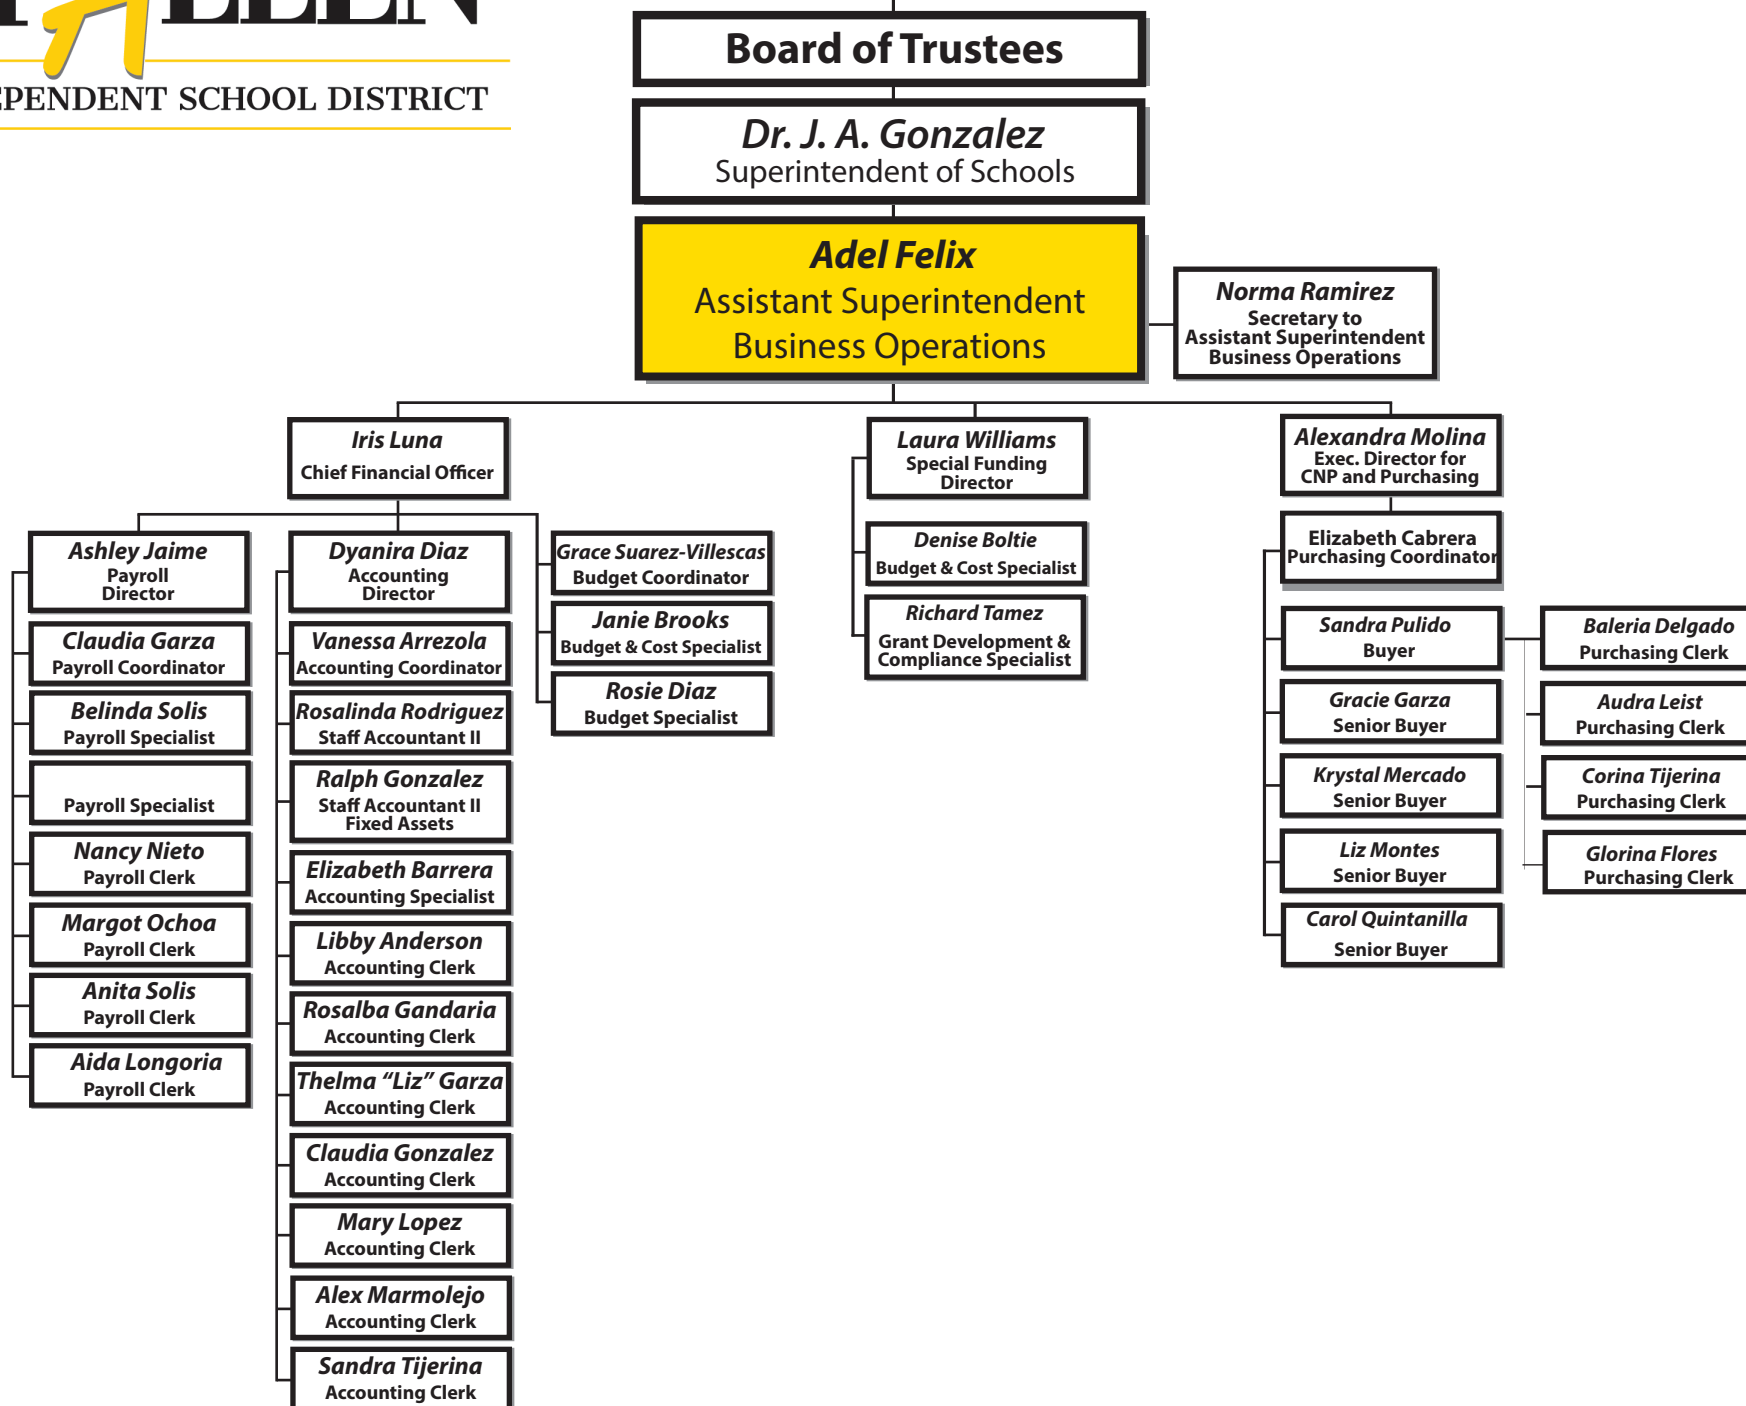 INDEPENDENT SCHOOL DISTRICT
Board of Trustees
Dr. J. A. Gonzalez
Superintendent of Schools
Adel Felix
Assistant Superintendent
Business Operations
Norma Ramirez
Secretary to
Assistant Superintendent
Business Operations
Iris Luna
Chief Financial Officer
Laura Williams
Special Funding
Director
Alexandra Molina
Exec. Director for
CNP and Purchasing
Ashley Jaime
Payroll
Director
Claudia Garza
Payroll Coordinator
Belinda Solis
Payroll Specialist
Payroll Specialist
Nancy Nieto
Payroll Clerk
Margot Ochoa
Payroll Clerk
Anita Solis
Payroll Clerk
Aida Longoria
Payroll Clerk
Dyanira Diaz
Accounting
Director
Vanessa Arrezola
Accounting Coordinator
Rosalinda Rodriguez
Staff Accountant II
Ralph Gonzalez
Staff Accountant II
Fixed Assets
Elizabeth Barrera
Accounting Specialist
Libby Anderson
Accounting Clerk
Rosalba Gandaria
Accounting Clerk
Thelma “Liz” Garza
Accounting Clerk
Claudia Gonzalez
Accounting Clerk
Mary Lopez
Accounting Clerk
Alex Marmolejo
Accounting Clerk
Sandra Tijerina
Accounting Clerk
Grace Suarez-Villescas
Budget Coordinator
Janie Brooks
Budget & Cost Specialist
Rosie Diaz
Budget Specialist
Denise Boltie
Budget & Cost Specialist
Richard Tamez
Grant Development &
Compliance Specialist
Elizabeth Cabrera
Purchasing Coordinator
Sandra Pulido
Buyer
Gracie Garza
Senior Buyer
Krystal Mercado
Senior Buyer
Liz Montes
Senior Buyer
Carol Quintanilla
Senior Buyer
Baleria Delgado
Purchasing Clerk
Audra Leist
Purchasing Clerk
Corina Tijerina
Purchasing Clerk
Glorina Flores
Purchasing Clerk